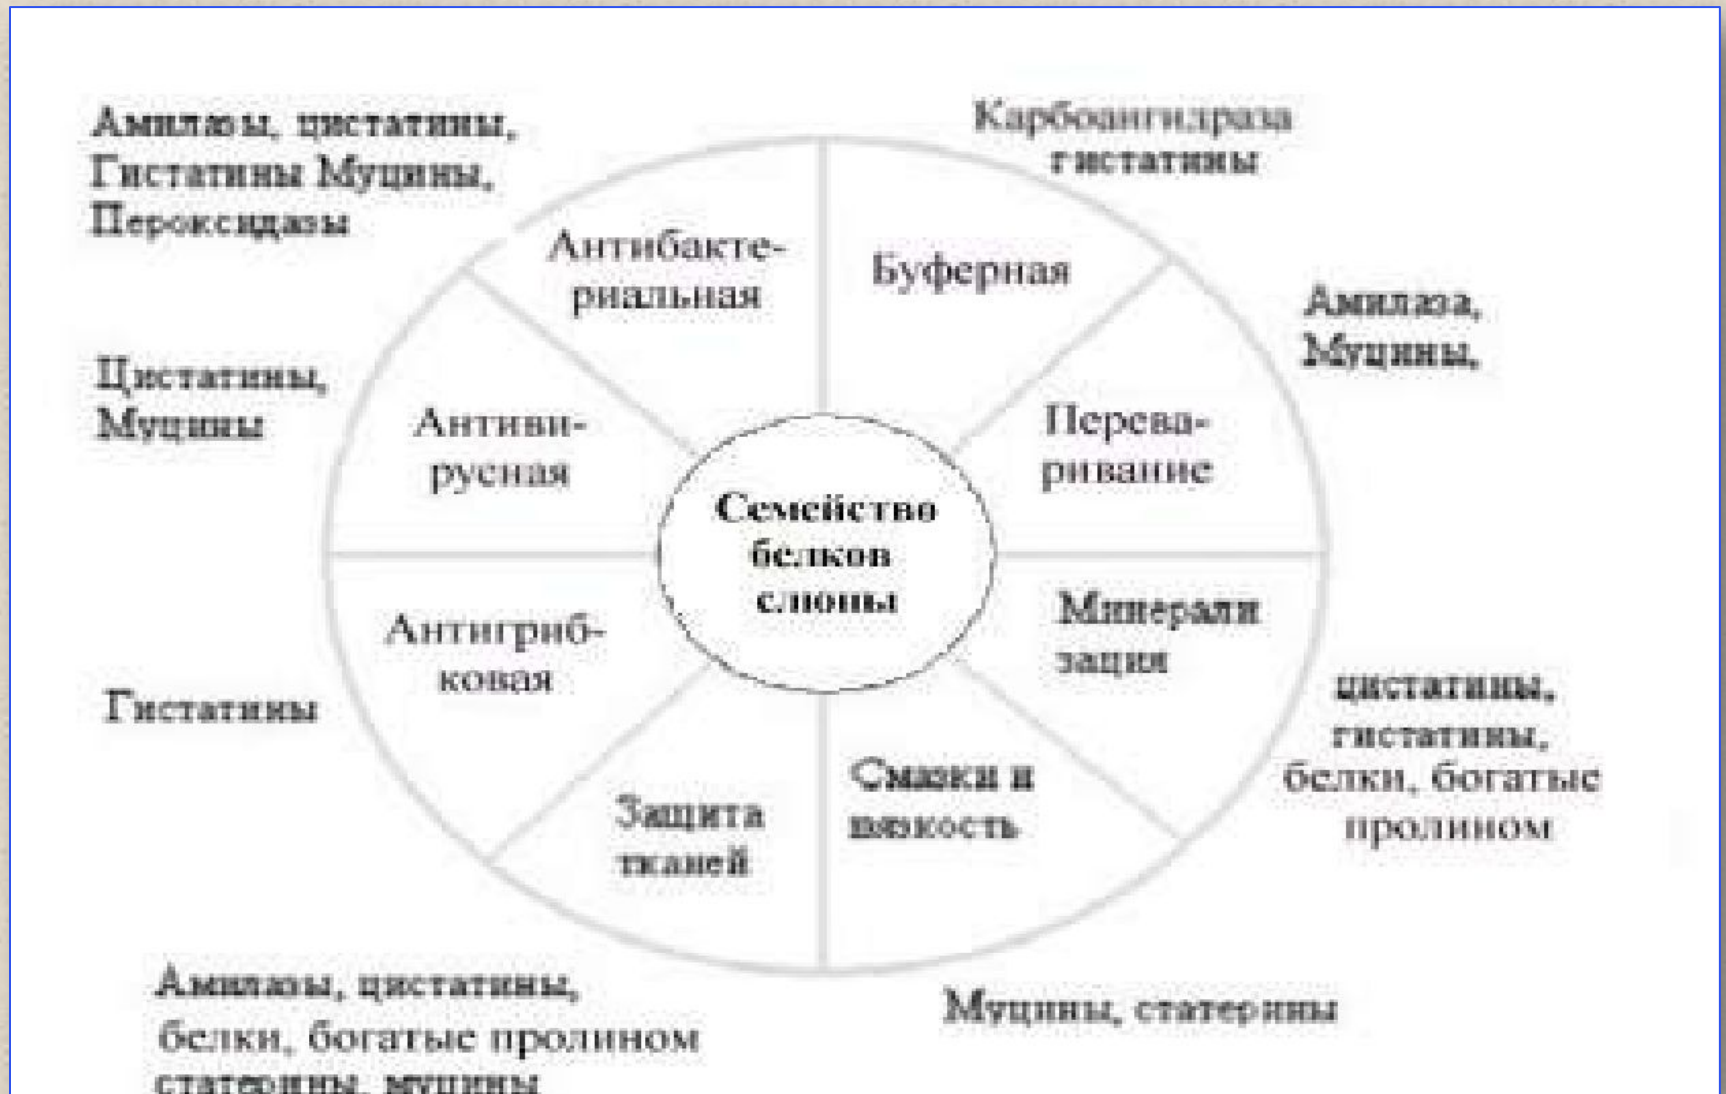 Амилазы, цистатины,
Гистатины Муцины,
Пероксидазы
Карбоангидраза
гистатины
Антибакте-
риальная
Буферная
Амилаза,
Муцины,
Цистатины,
Муцины
Антиви-
русная
Перева-
ривание
Семейство
белков
слюны
Антигриб-
ковая
Минерали
зация
Гистатины
цистатины,
гистатины,
белки, богатые
пролином
Защита
тканей
Смазки и
вязкость
Амилазы, цистатины,
белки, богатые пролином
статерины, муцины
Муцины, статерины